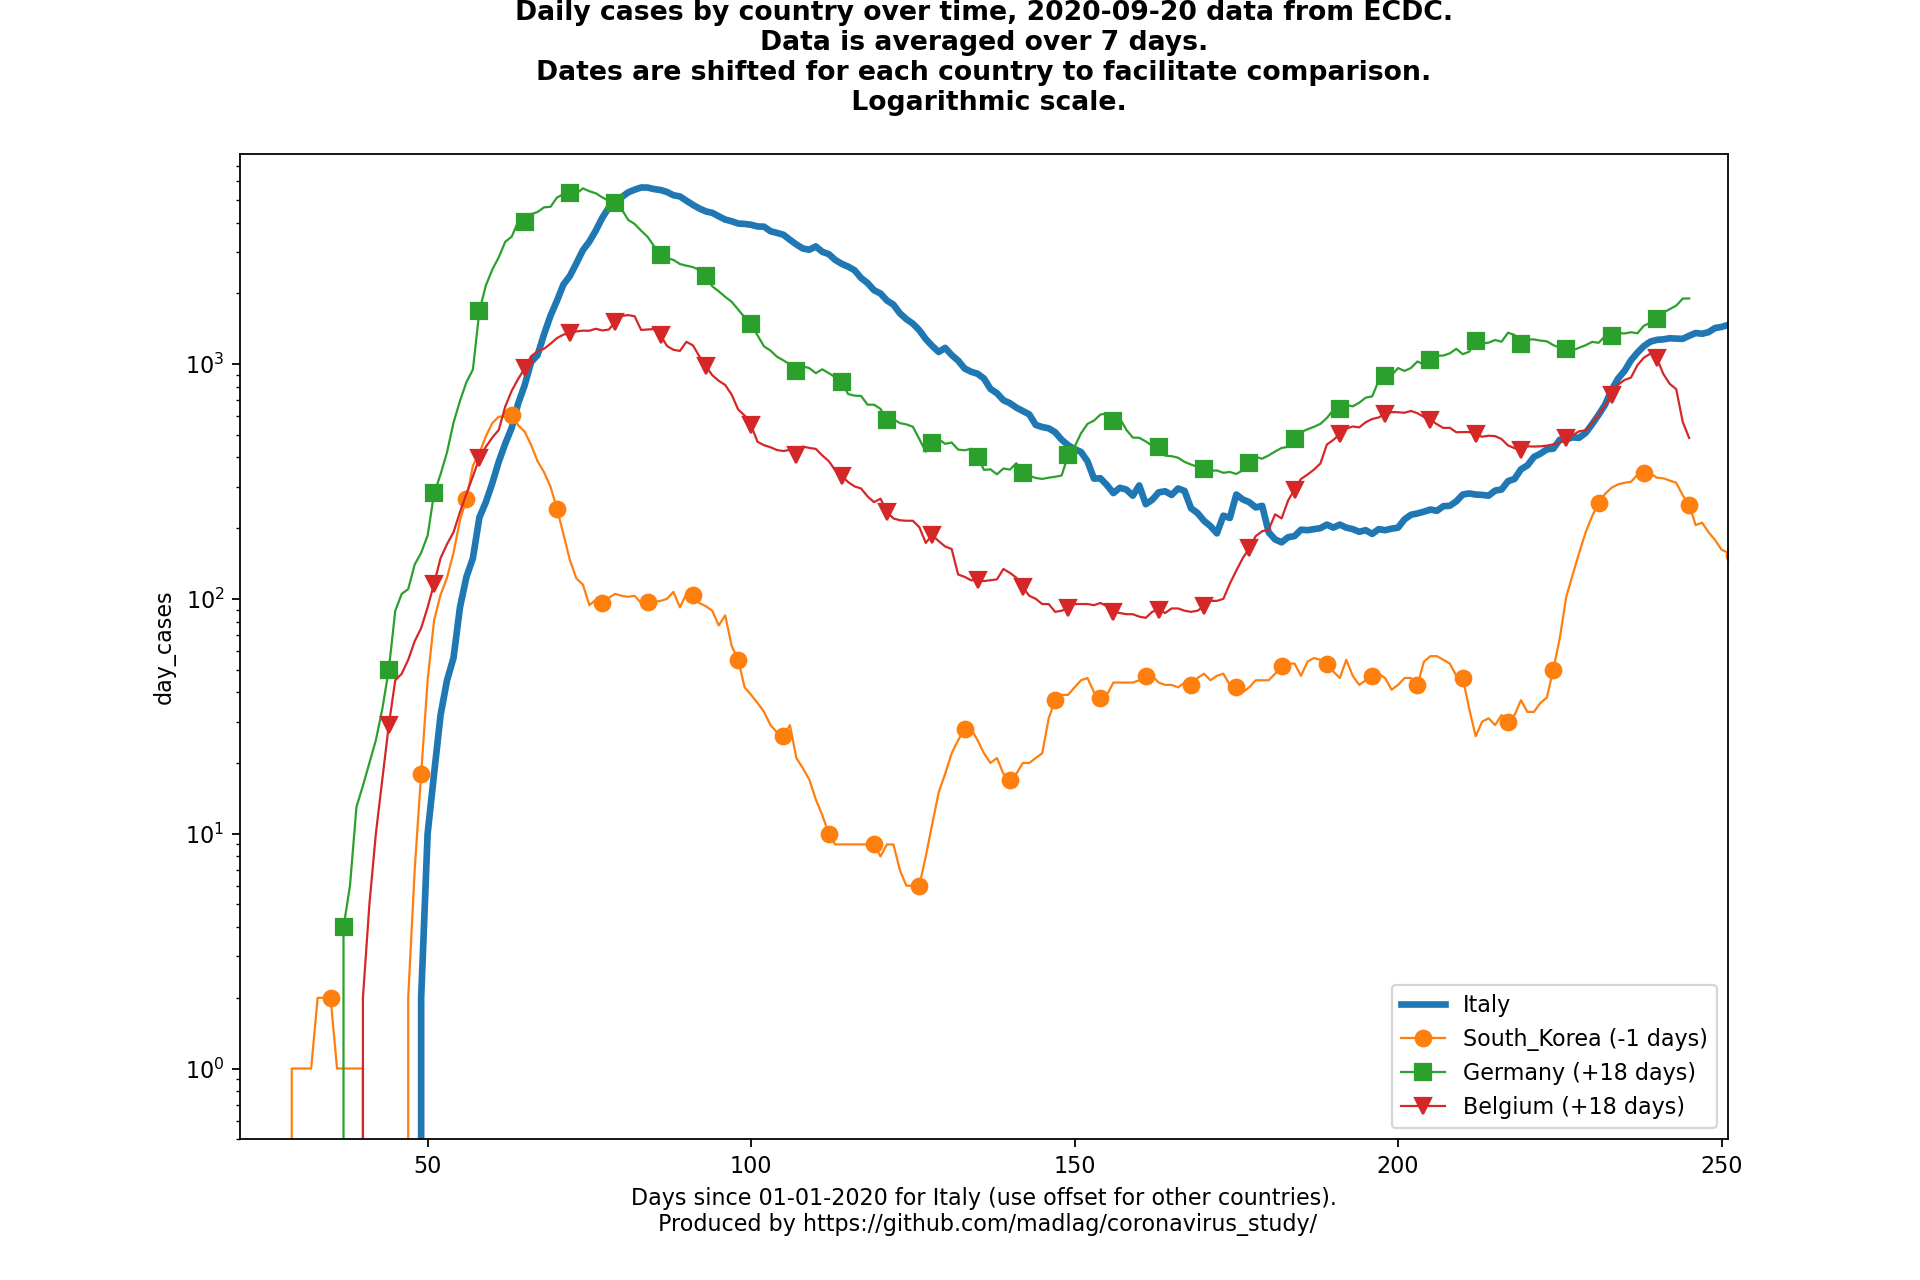 Daily cases by country over time, 2020-09-20 data from ECDC.
Data is averaged over 7 days.
Dates are shifted for each country to facilitate comparison.
Logarithmic scale.
day_cases
10³
10²
10¹
10⁰
50
100
150
200
250
Italy
South_Korea (-1 days)
Germany (+18 days)
Belgium (+18 days)
Days since 01-01-2020 for Italy (use offset for other countries).
Produced by https://github.com/madlag/coronavirus_study/